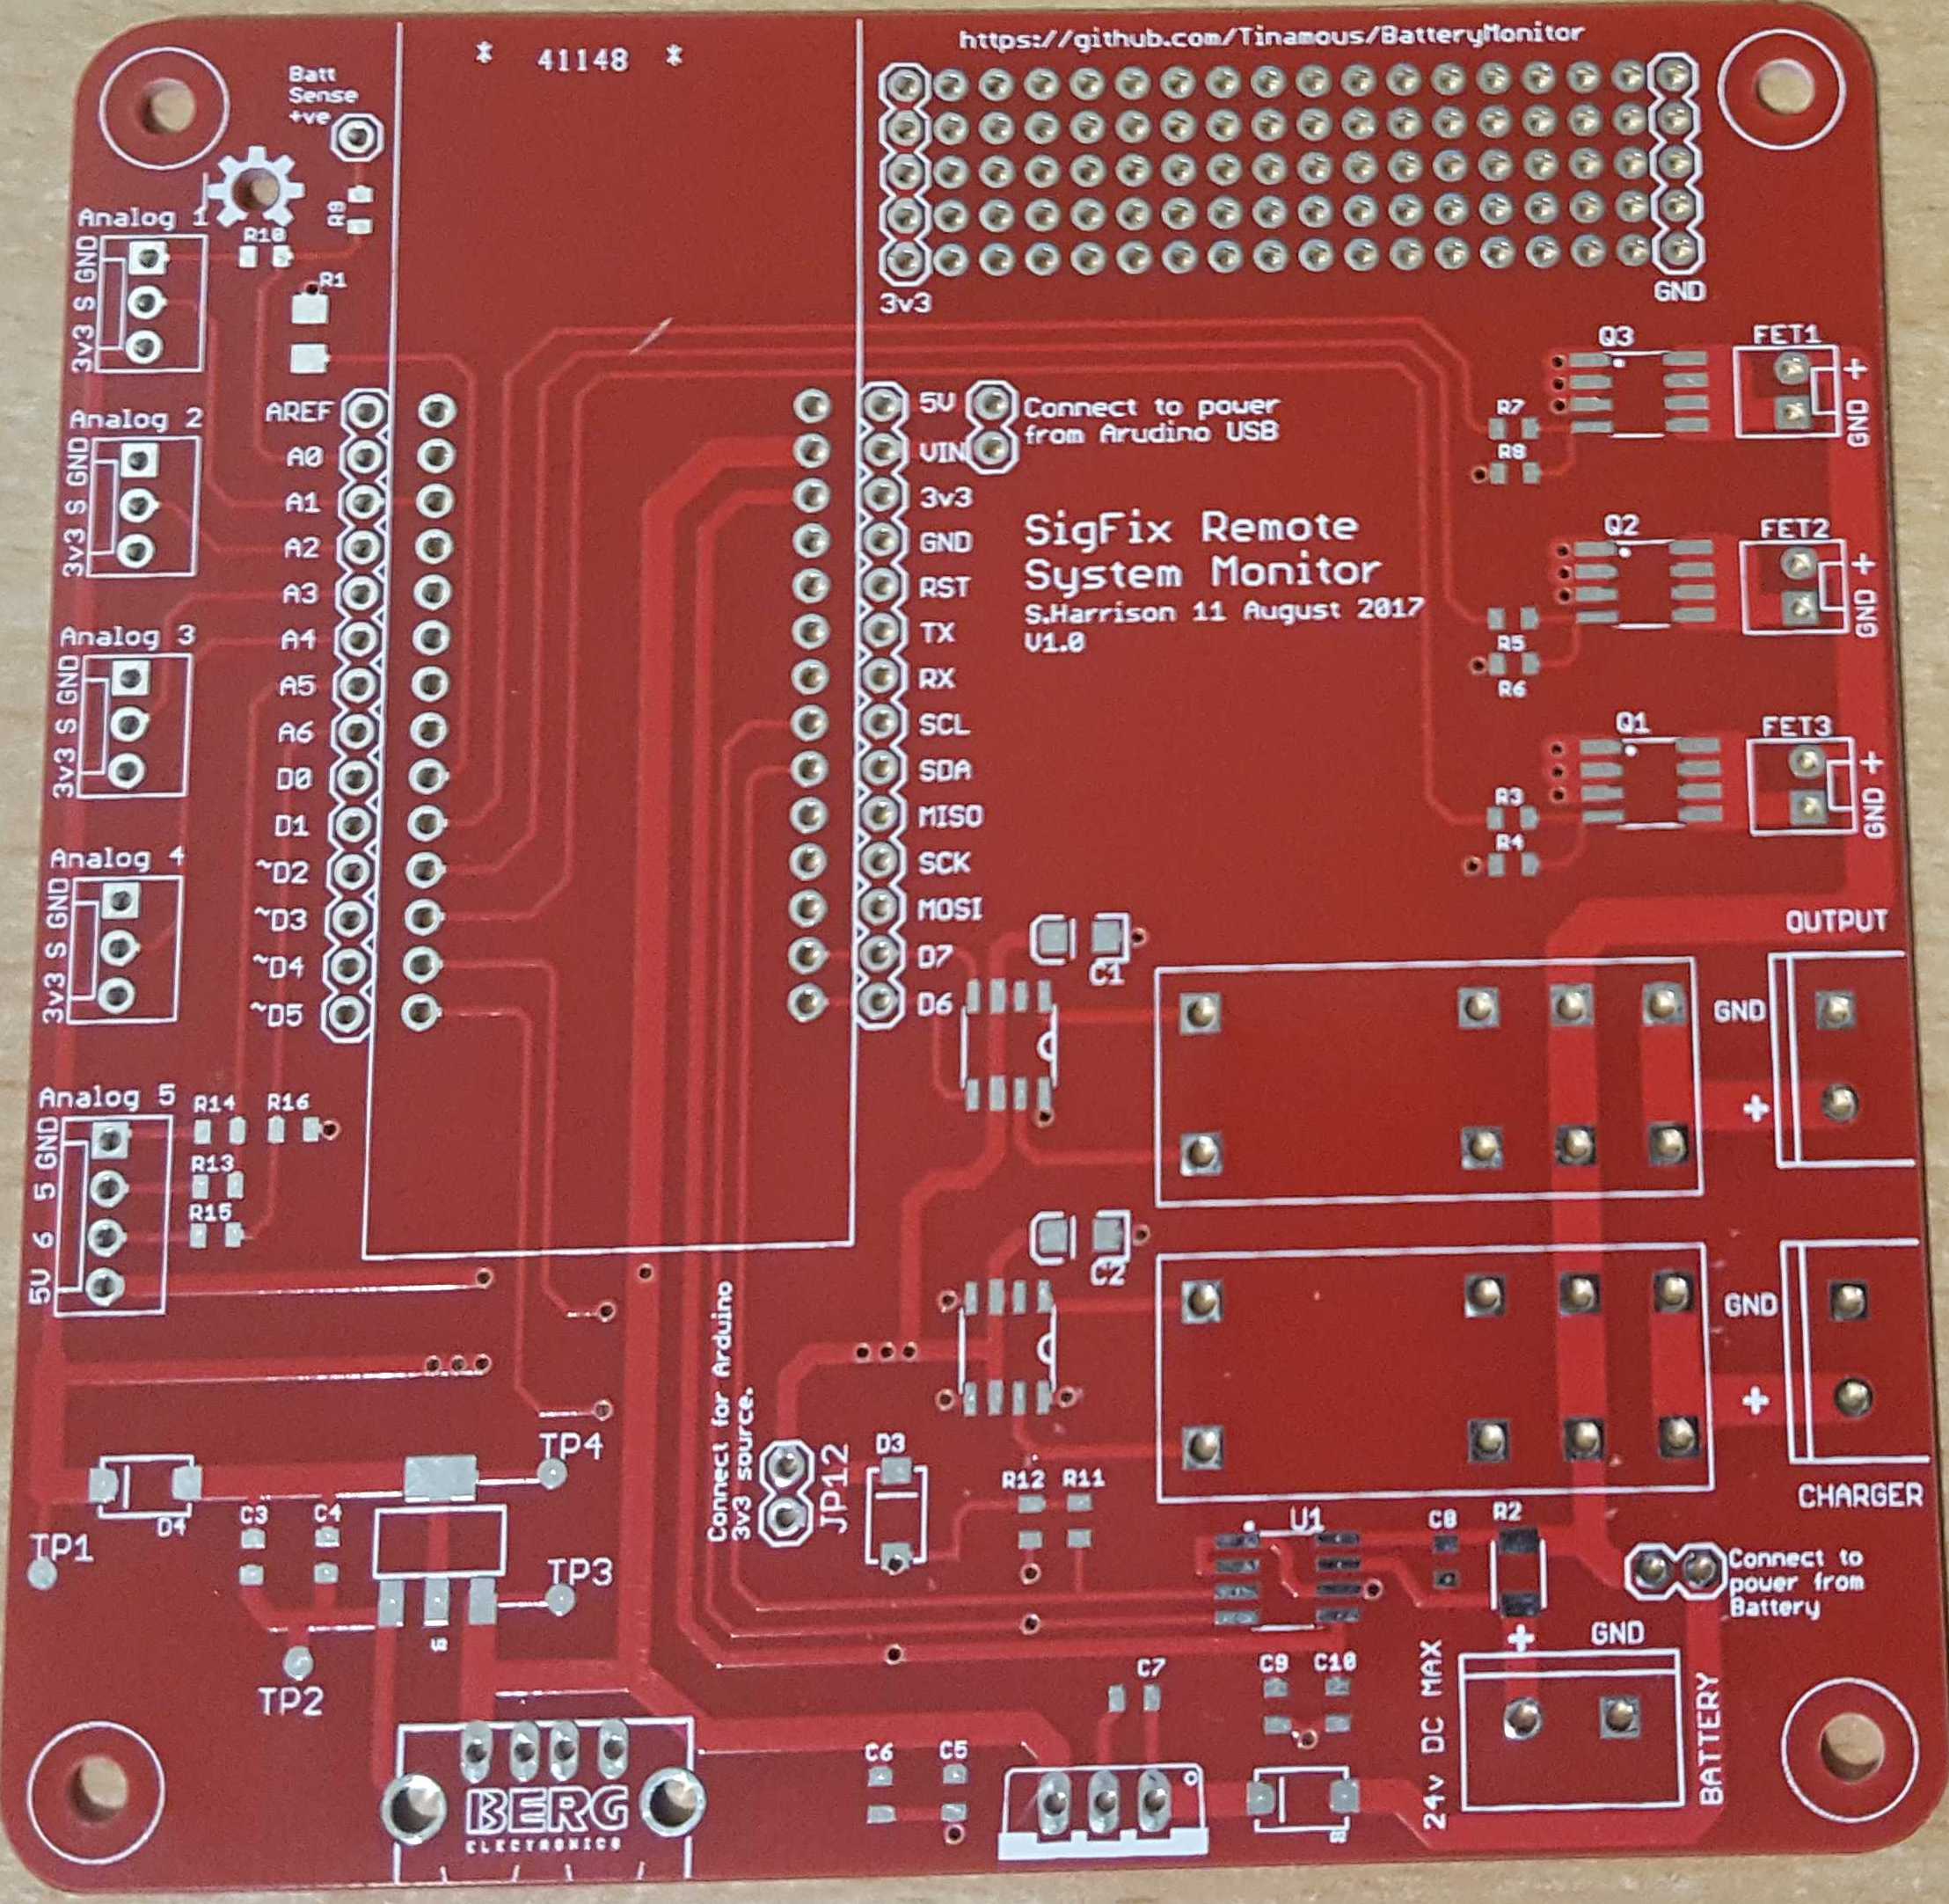 https://github.com/Tinamous/BatteryMonitor
* 41148 *
Batt
Sense
+ve
R9
R10
R1
3v3
GND
Analog 1
GND
S
3v3
Analog 2
GND
S
3v3
Analog 3
GND
S
3v3
Analog 4
GND
S
3v3
Analog 5
GND
5
6
5V
R14
R16
R13
R15
AREF
A0
A1
A2
A3
A4
A5
A6
D0
D1
~D2
~D3
~D4
~D5
5V
VIN
3v3
GND
RST
TX
RX
SCL
SDA
MISO
SCK
MOSI
D7
D6
Connect to power
from Arudino USB
SigFix Remote
System Monitor
S.Harrison 11 August 2017
V1.0
Q3
FET1
+
GND
R7
R8
Q2
FET2
+
GND
R5
R6
Q1
FET3
+
GND
R3
R4
OUTPUT
GND
+
C1
C2
GND
+
CHARGER
Connect for Arduino
3v3 source.
JP12
D3
R12
R11
U1
C8
R2
Connect to
power from
Battery
TP4
D4
C3
C4
TP1
TP3
U2
TP2
+
GND
24v DC MAX
BATTERY
C9
C10
C7
C6
C5
BERG
ELECTRONICS